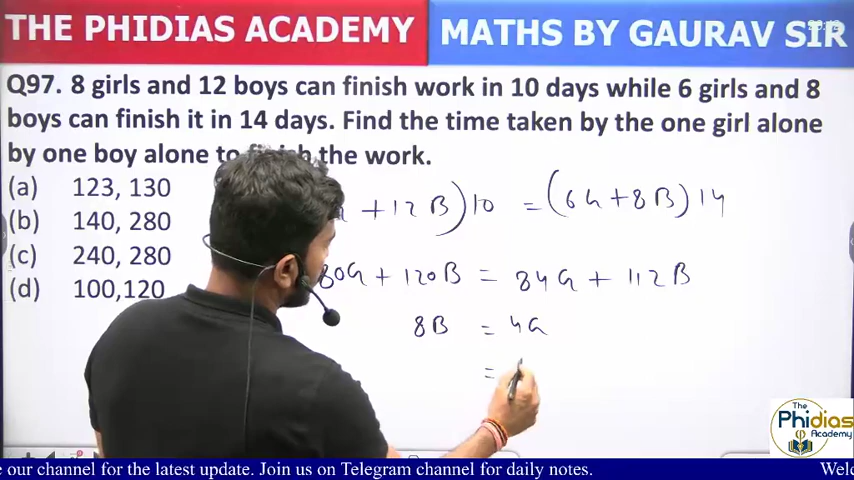 THE PHIDIAS ACADEMY
MATHS BY GAURAV SIR
Q97. 8 girls and 12 boys can finish work in 10 days while 6 girls and 8
boys can finish it in 14 days. Find the time taken by the one girl alone
by one boy alone to finish the work.
(a) 123, 130
(b) 140, 280
(c) 240, 280
(d) 100,120
+ 12 B) 10 = (6G + 8B) 14
80G + 120B = 84G + 112B
8B = 4G
=
The
Phidias
Academy
our channel for the latest update. Join us on Telegram channel for daily notes.